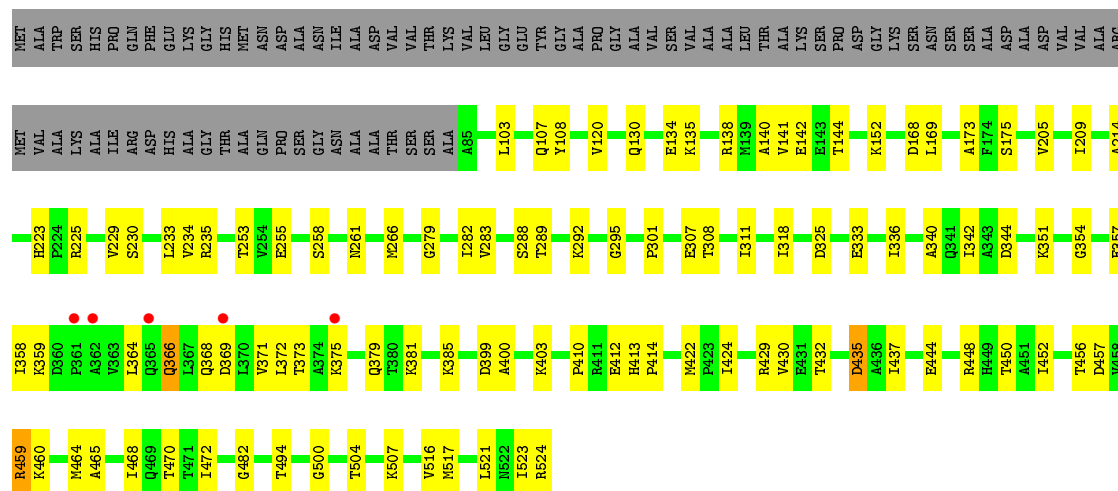 MET ALA TRP SER HIS PRO GLN PHE GLU LYS GLY HIS MET ASN ASP ALA ASN ILE ALA ASP VAL VAL THR LYS VAL LEU GLY GLU TYR GLY ALA PRO GLY ALA VAL SER VAL ALA ALA LEU THR ALA LYS SER PRO ASP GLY LYS SER ASN SER SER ALA ASP ALA ASP VAL VAL ALA ARG
MET VAL ALA LYS ALA ILE ARG ASP HIS ALA GLY THR ALA GLN PRO SER GLY ASN ALA ALA THR SER SER ALA A85 L103 Q107 Y108 V120 Q130 E134 K135 R138 M139 A140 V141 E142 E143 T144 K152 D168 L169 A173 F174 S175 V205 I209 A214
H223 P224 R225 V229 S230 L233 V234 R235 T253 V254 E255 S258 N261 M266 G279 I282 V283 S288 T289 K292 G295 P301 E307 T308 I311 I318 D325 E333 I336 A340 Q341 I342 A343 D344 K351 G354 E357
I358 K359 D360 P361 A362 V363 L364 Q365 Q366 L367 Q368 D369 L370 V371 L372 T373 A374 K375 Q379 T380 K381 K385 D399 A400 K403 P410 R411 E412 H413 P414 M422 P423 I424 R429 V430 E431 T432 D435 A436 I437 E444 R448 H449 T450 A451 I452 T456 D457 V458
R459 K460 M464 A465 I468 Q469 T470 T471 I472 G482 T494 G500 T504 K507 V516 M517 L521 N522 I523 R524